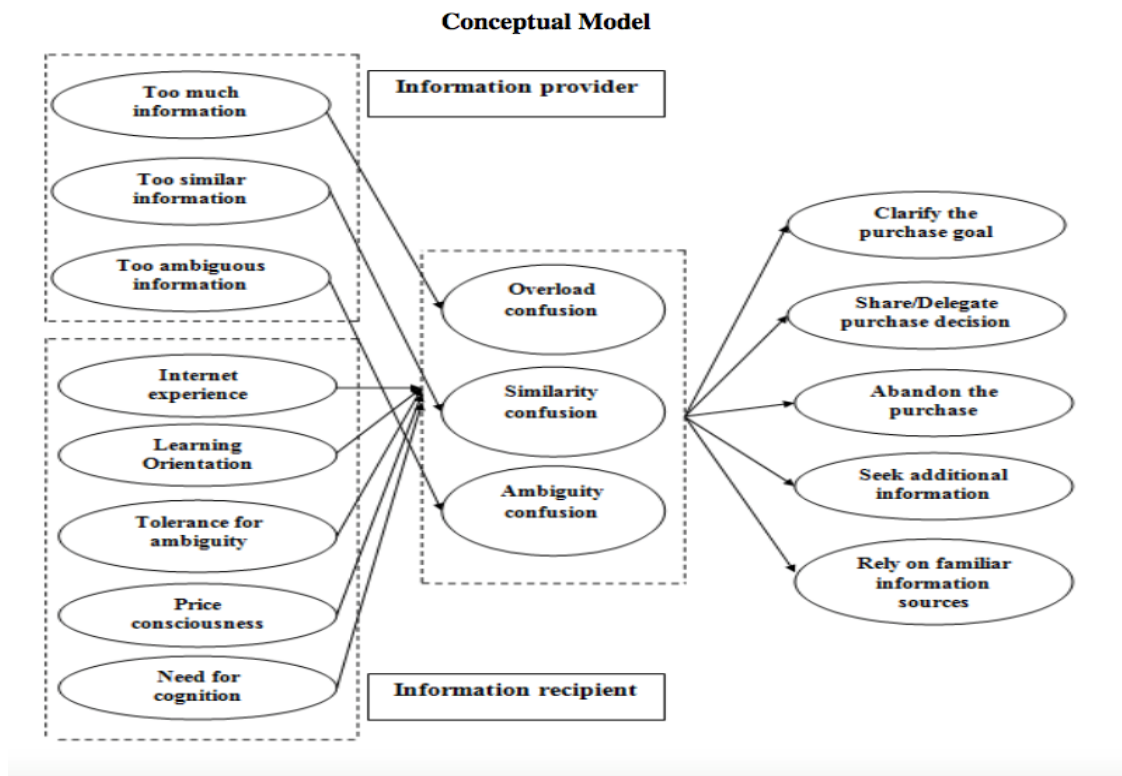 Conceptual Model
Information provider
Too much
information
Too similar
information
Too ambiguous
information
Internet
experience
Learning
Orientation
Tolerance for
ambiguity
Price
consciousness
Need for
cognition
Information recipient
Overload
confusion
Similarity
confusion
Ambiguity
confusion
Clarify the
purchase goal
Share/Delegate
purchase decision
Abandon the
purchase
Seek additional
information
Rely on familiar
information
sources